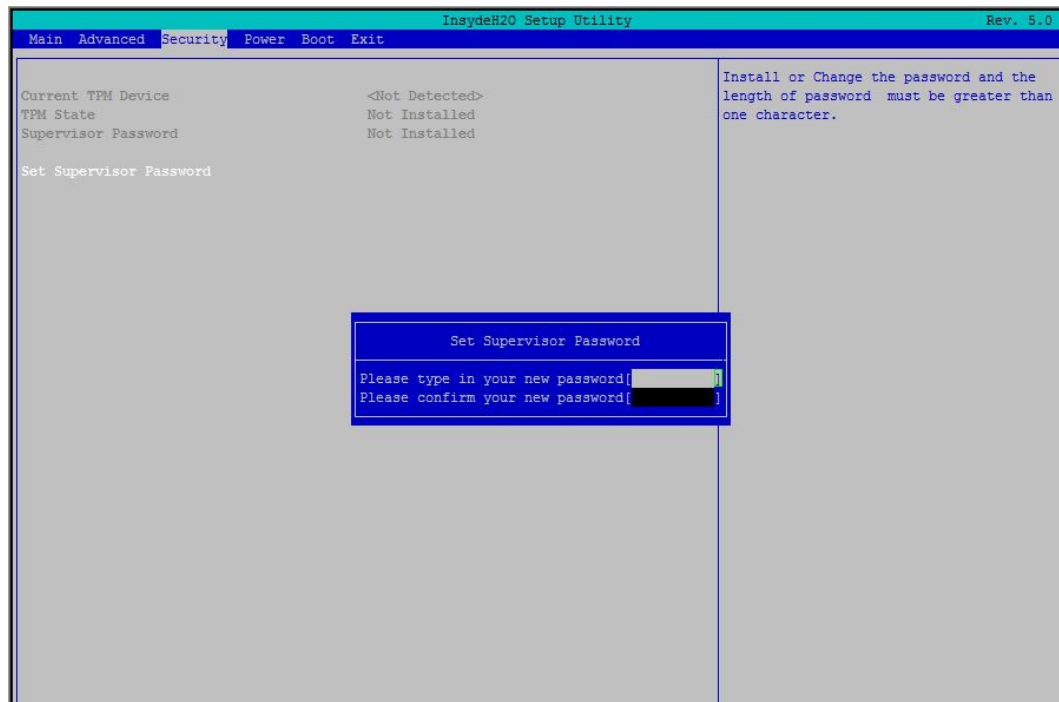 InsydeH2O Setup Utility Rev. 5.0
Main Advanced Security Power Boot Exit
Current TPM Device <Not Detected>
TPM State Not Installed
Supervisor Password Not Installed
Set Supervisor Password
Install or Change the password and the
length of password must be greater than
one character.
Set Supervisor Password
Please type in your new password[ ]
Please confirm your new password[ ]